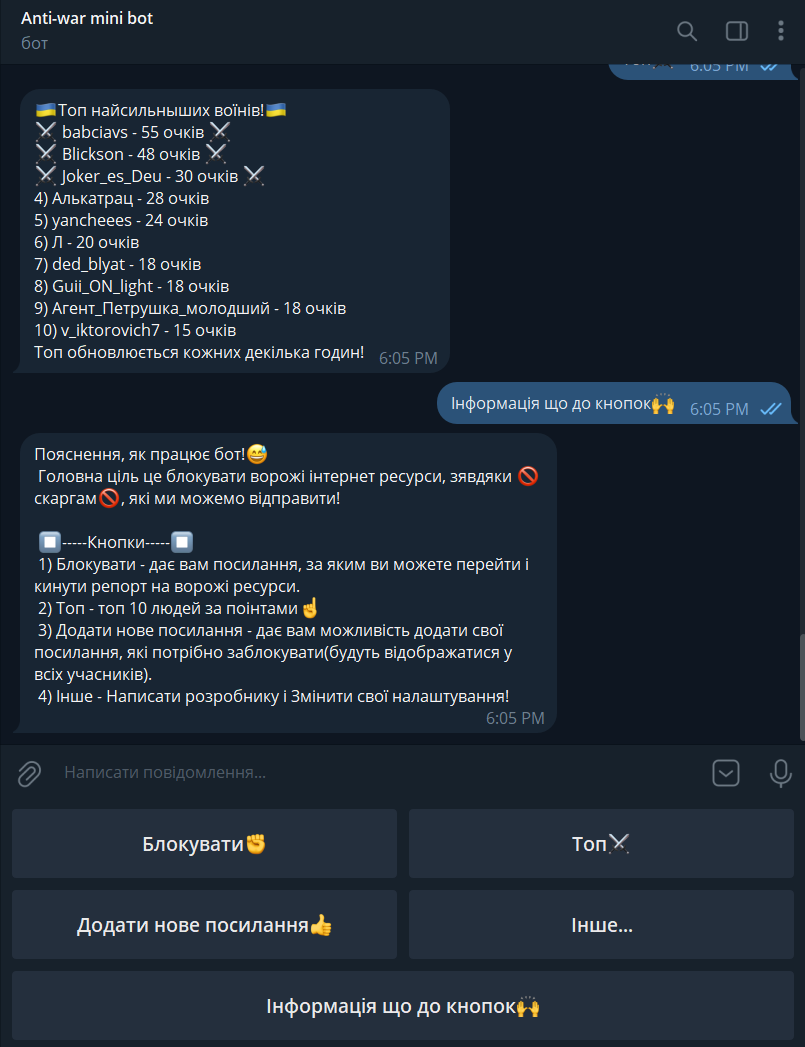 Anti-war mini bot
бот
6:05 PM
🇺🇦Топ найсильныших воїнів!🇺🇦
⚔ babciavs - 55 очків ⚔
⚔ Blickson - 48 очків ⚔
⚔ Joker_es_Deu - 30 очків ⚔
4) Алькатрац - 28 очків
5) yancheees - 24 очків
6) Л - 20 очків
7) ded_blyat - 18 очків
8) Guii_ON_light - 18 очків
9) Агент_Петрушка_молодший - 18 очків
10) v_iktorovich7 - 15 очків
Топ обновлюється кожних декілька годин! 6:05 PM
Інформація що до кнопок🙌 6:05 PM
Пояснення, як працює бот!😅
Головна ціль це блокувати ворожі інтернет ресурси, зявдяки 🚫
скаргам🚫, які ми можемо відправити!
⏹-----Кнопки-----⏹
1) Блокувати - дає вам посилання, за яким ви можете перейти і
кинути репорт на ворожі ресурси.
2) Топ - топ 10 людей за поінтами☝
3) Додати нове посилання - дає вам можливість додати свої
посилання, які потрібно заблокувати(будуть відображатися у
всіх учасників).
4) Інше - Написати розробнику і Змінити свої налаштування!
6:05 PM
Написати повідомлення...
Блокувати✊
Топ⚔
Додати нове посилання👍
Інше...
Інформація що до кнопок🙌